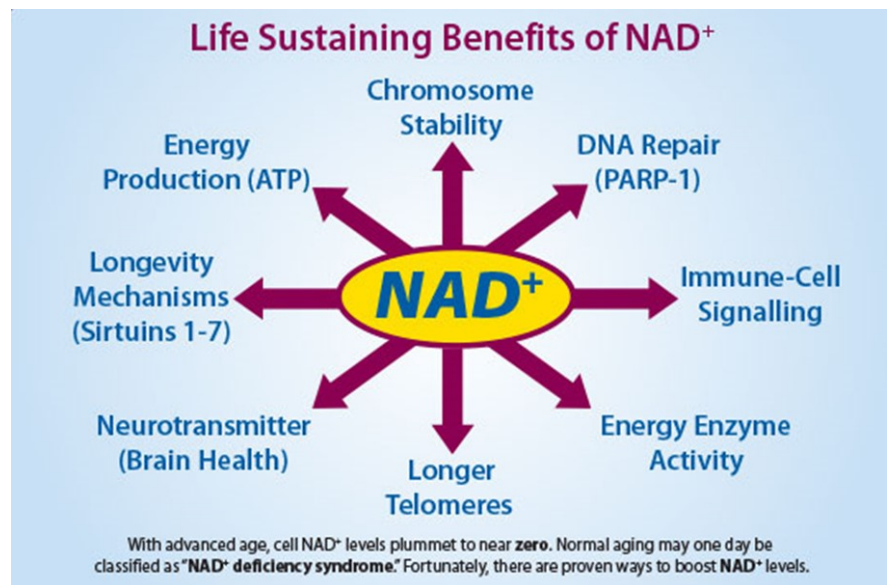 Life Sustaining Benefits of NAD+
Chromosome
Stability
Energy
Production (ATP)
DNA Repair
(PARP-1)
Longevity
Mechanisms
(Sirtuins 1-7)
NAD+
Immune-Cell
Signalling
Neurotransmitter
(Brain Health)
Longer
Telomeres
Energy Enzyme
Activity
With advanced age, cell NAD+ levels plummet to near zero. Normal aging may one day be
classified as "NAD+ deficiency syndrome." Fortunately, there are proven ways to boost NAD+ levels.